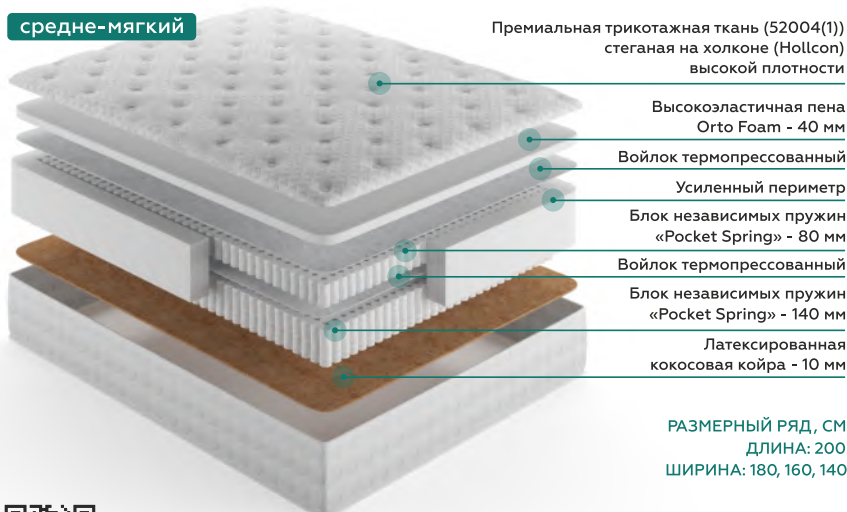 средне-мягкий
Премиальная трикотажная ткань (52004(1))
стеганая на холконе (Hollcon)
высокой плотности
Высокоэластичная пена
Orto Foam - 40 мм
Войлок термопрессованный
Усиленный периметр
Блок независимых пружин
«Pocket Spring» - 80 мм
Войлок термопрессованный
Блок независимых пружин
«Pocket Spring» - 140 мм
Латексированная
кокосовая койра - 10 мм
РАЗМЕРНЫЙ РЯД, СМ
ДЛИНА: 200
ШИРИНА: 180, 160, 140